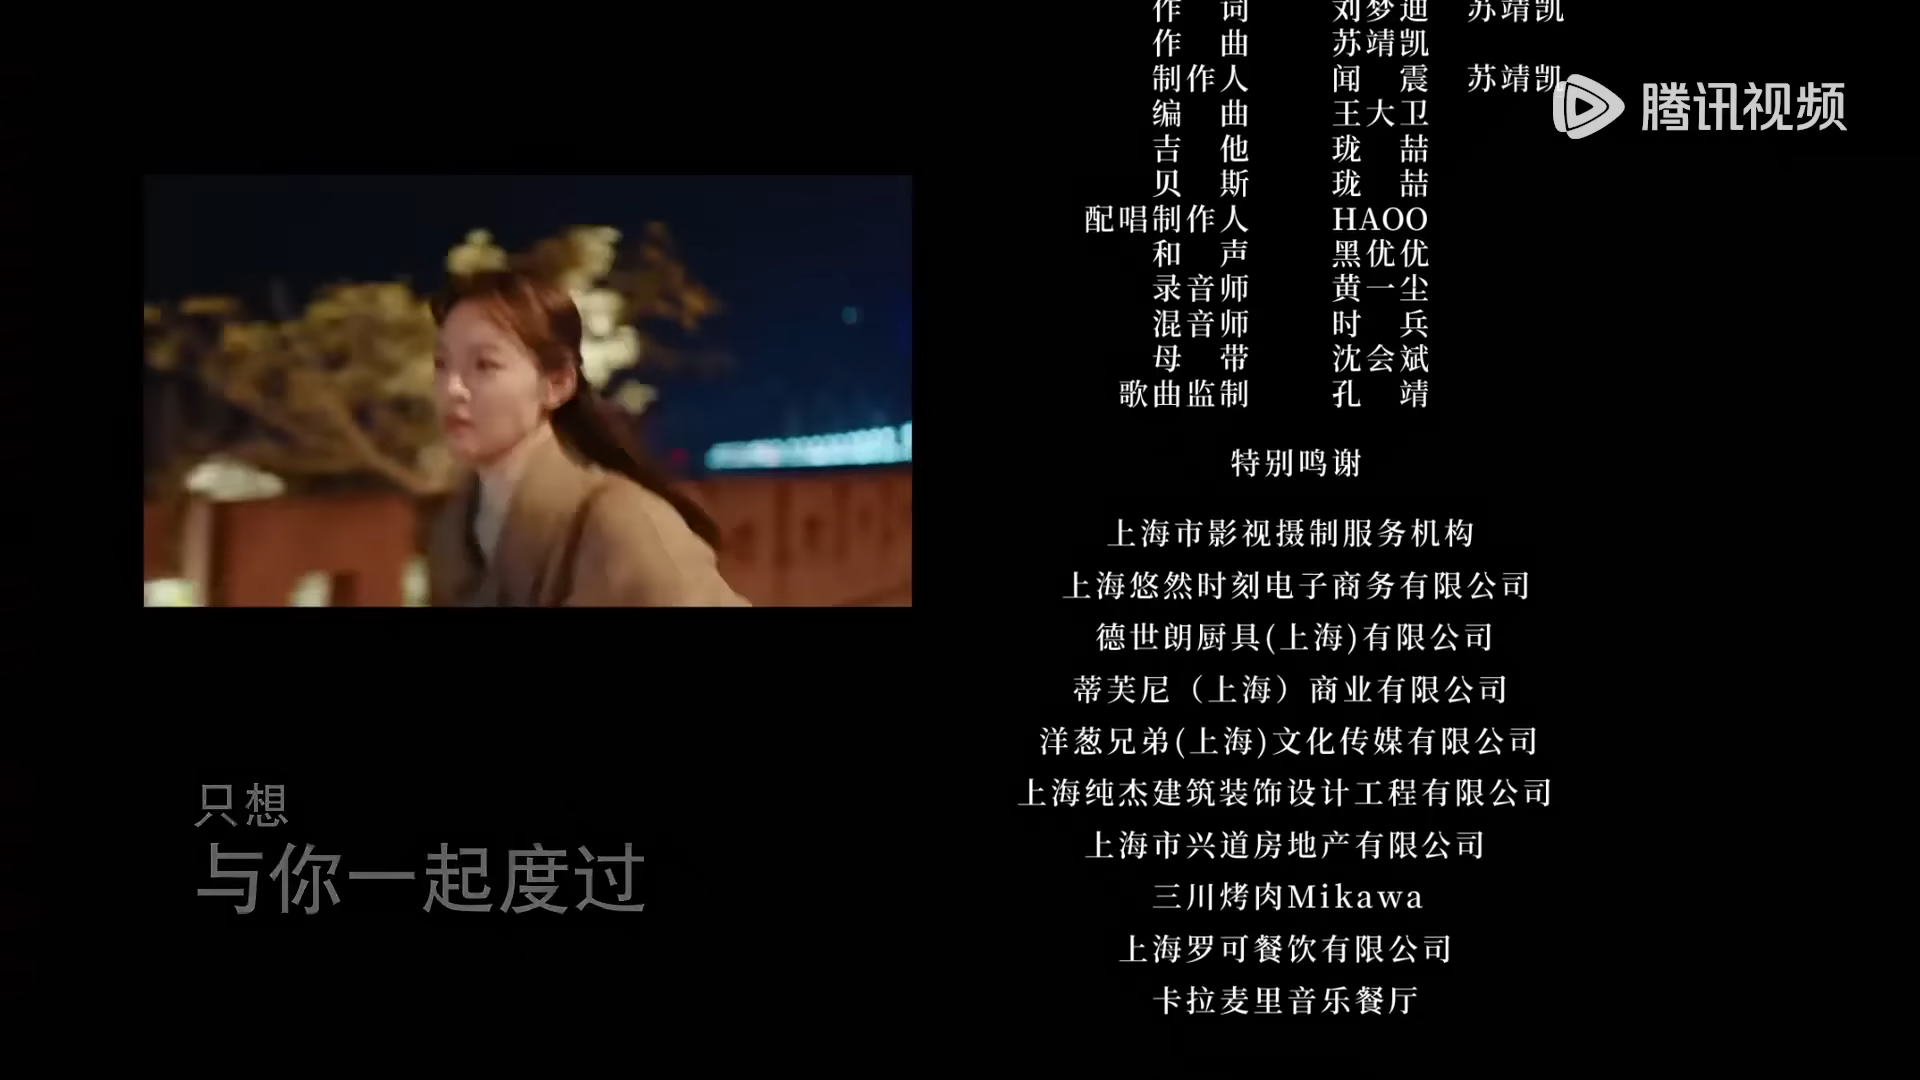 作 词 刘梦迪 苏靖凯
作 曲 苏靖凯
制作人 闻 震 苏靖凯
编 曲 王大卫
吉 他 珑 喆
贝 斯 珑 喆
配唱制作人 HAOO
和 声 黑优优
录音师 黄一尘
混音师 时 兵
母 带 沈会斌
歌曲监制 孔 靖
特别鸣谢
上海市影视摄制服务机构
上海悠然时刻电子商务有限公司
德世朗厨具(上海)有限公司
蒂芙尼（上海）商业有限公司
洋葱兄弟(上海)文化传媒有限公司
上海纯杰建筑装饰设计工程有限公司
上海市兴道房地产有限公司
三川烤肉Mikawa
上海罗可餐饮有限公司
卡拉麦里音乐餐厅
腾讯视频
只想
与你一起度过